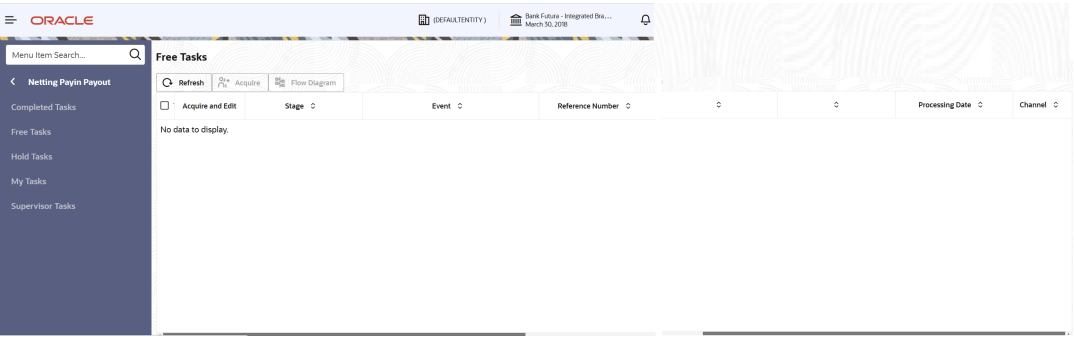 ORACLE
(DEFAULTENTITY)
Bank Futura - Integrated Bra...
March 30, 2018
Menu Item Search...
Netting Payin Payout
Completed Tasks
Free Tasks
Hold Tasks
My Tasks
Supervisor Tasks
Free Tasks
Refresh Acquire Flow Diagram
Acquire and Edit Stage Event Reference Number Processing Date Channel
No data to display.